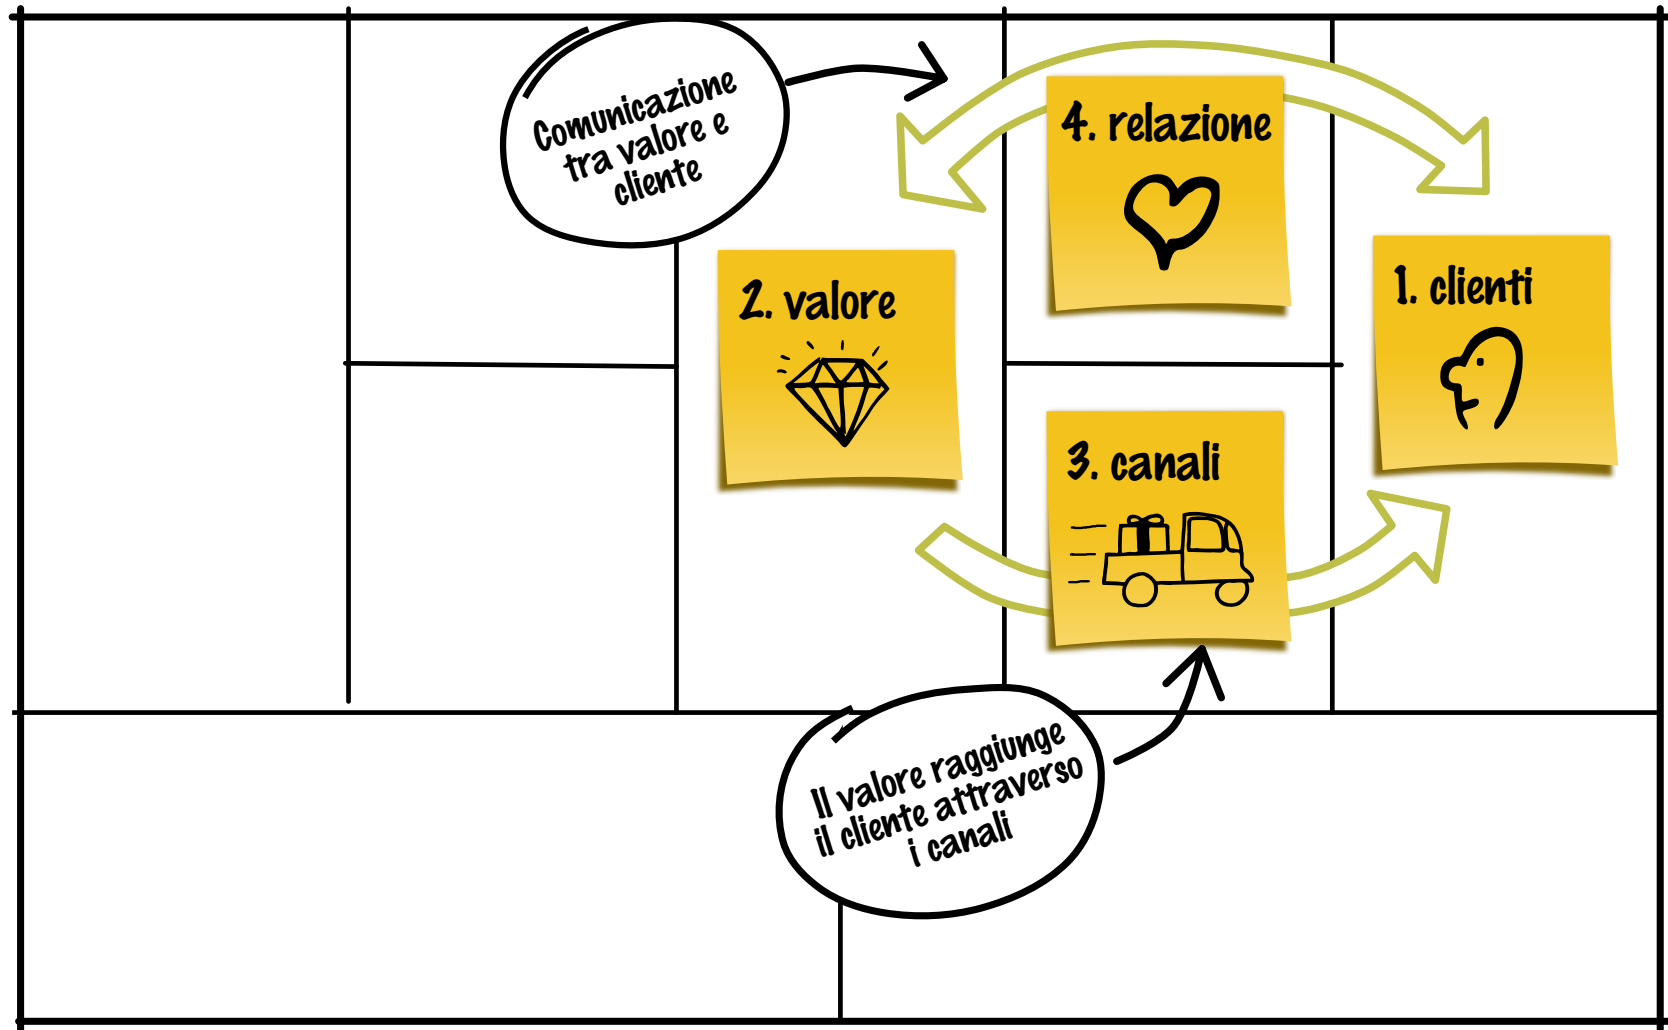 Comunicazione
tra valore e
cliente
4. relazione
2. valore
1. clienti
3. canali
Il valore raggiunge
il cliente attraverso
i canali